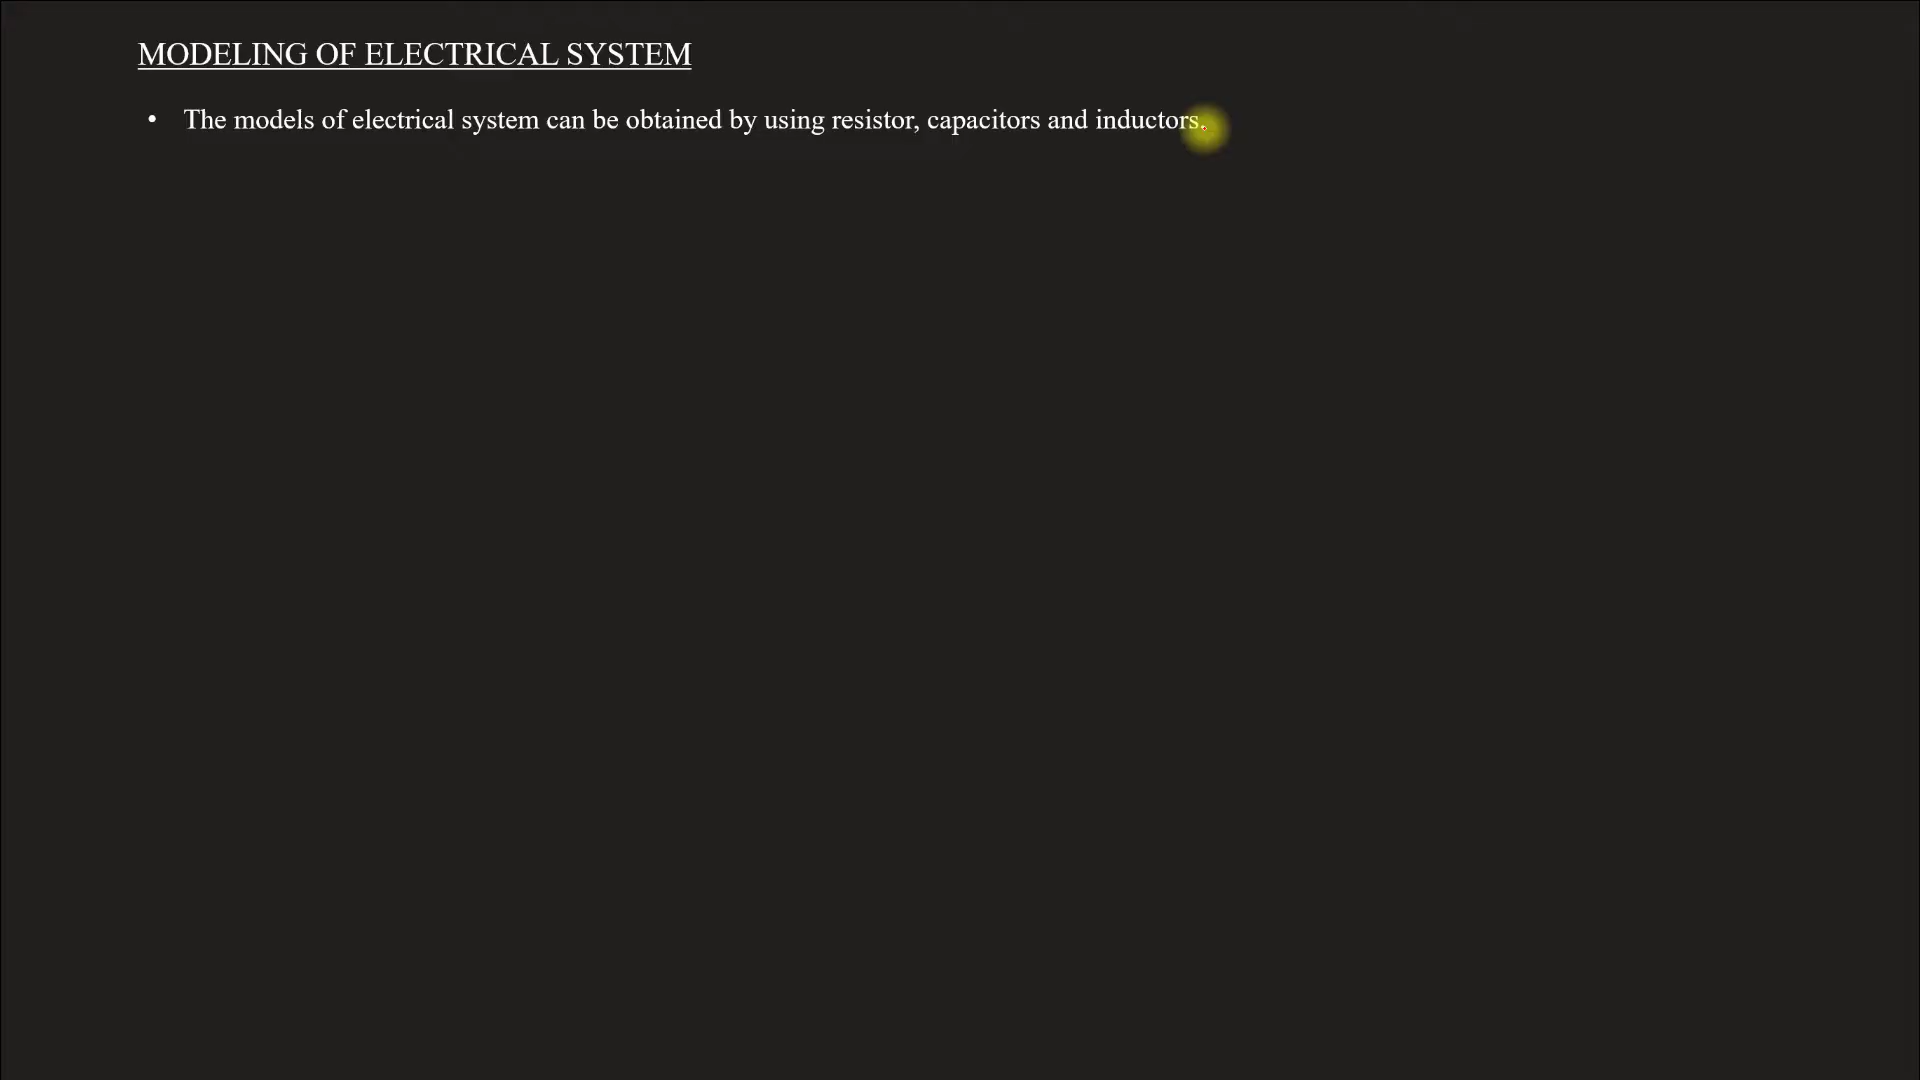 MODELING OF ELECTRICAL SYSTEM
• The models of electrical system can be obtained by using resistor, capacitors and inductors.